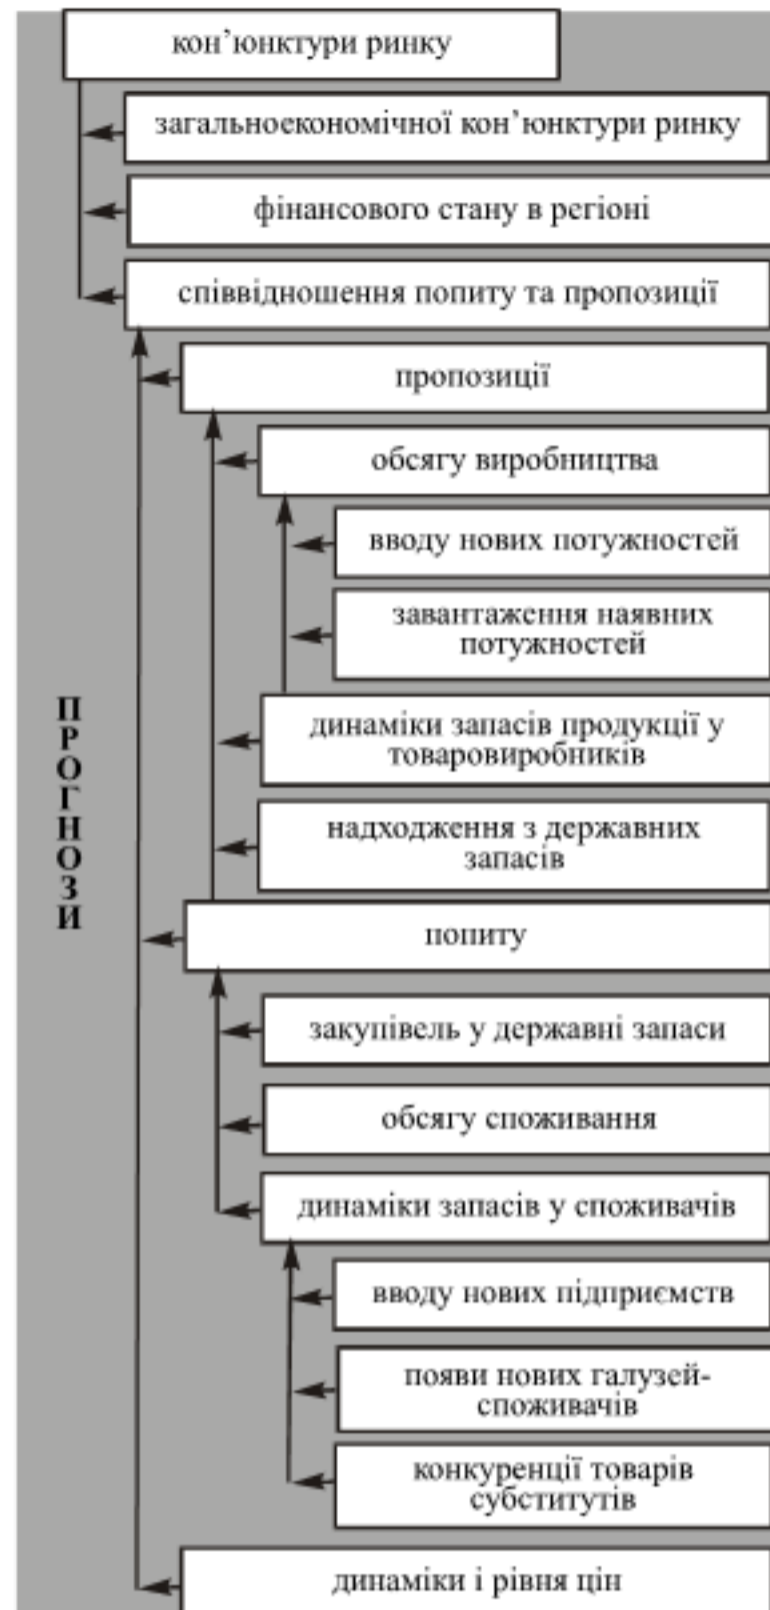 кон’юнктури ринку
загальноекономічної кон’юнктури ринку
фінансового стану в регіоні
співвідношення попиту та пропозиції
пропозиції
обсягу виробництва
вводу нових потужностей
завантаження наявних
потужностей
ПРОГНОЗИ
динаміки запасів продукції у
товаровиробників
надходження з державних
запасів
попиту
закупівель у державні запаси
обсягу споживання
динаміки запасів у споживачів
вводу нових підприємств
появи нових галузей-
споживачів
конкуренції товарів
субститутів
динаміки і рівня цін